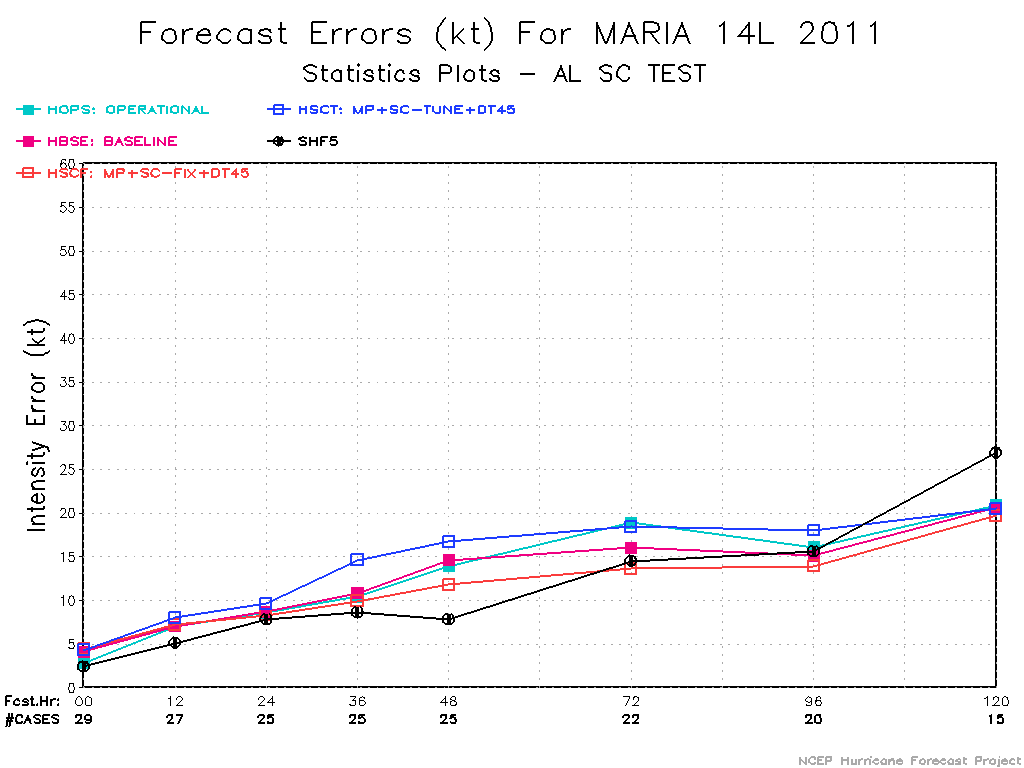 Forecast Errors (kt) For MARIA 14L 2011
Statistics Plots - AL SC TEST
HOPS: OPERATIONAL
HSCT: MP+SC-TUNE+DT45
HBSE: BASELINE
SHF5
HSCF: MP+SC-FIX+DT45
60
55
50
45
40
35
30
25
20
15
10
5
0
Intensity Error (kt)
Fcst.Hr: 00 12 24 36 48 72 96 120
#CASES 29 27 25 25 25 22 20 15
NCEP Hurricane Forecast Project